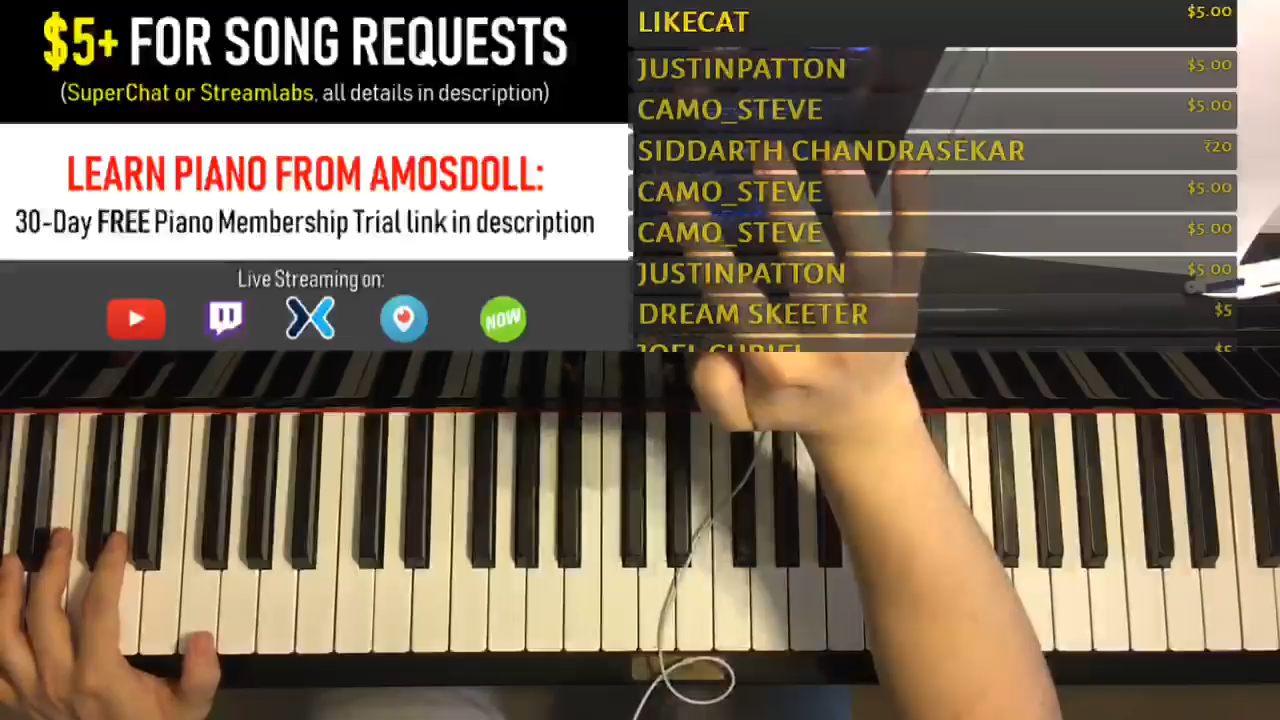 $5+ FOR SONG REQUESTS
(SuperChat or Streamlabs, all details in description)
LEARN PIANO FROM AMOSDOLL:
30-Day FREE Piano Membership Trial link in description
Live Streaming on:
NOW
LIKECAT $5.00
JUSTINPATTON $5.00
CAMO_STEVE $5.00
SIDDARTH CHANDRASEKAR ₹20
CAMO_STEVE $5.00
CAMO_STEVE $5.00
JUSTINPATTON $5.00
DREAM SKEETER $5